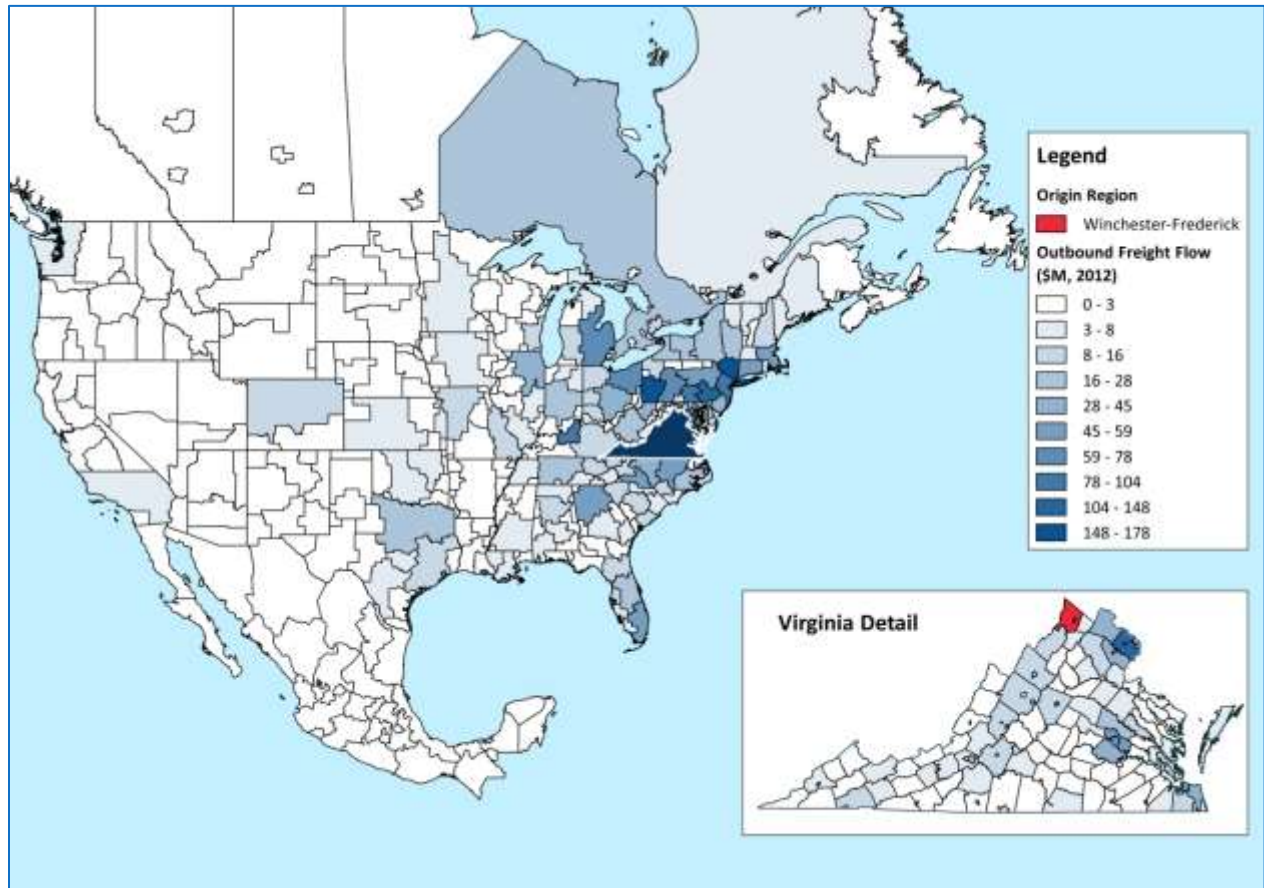 Legend
Origin Region
Winchester-Frederick
Outbound Freight Flow
($M, 2012)
0 - 3
3 - 8
8 - 16
16 - 28
28 - 45
45 - 59
59 - 78
78 - 104
104 - 148
148 - 178
Virginia Detail